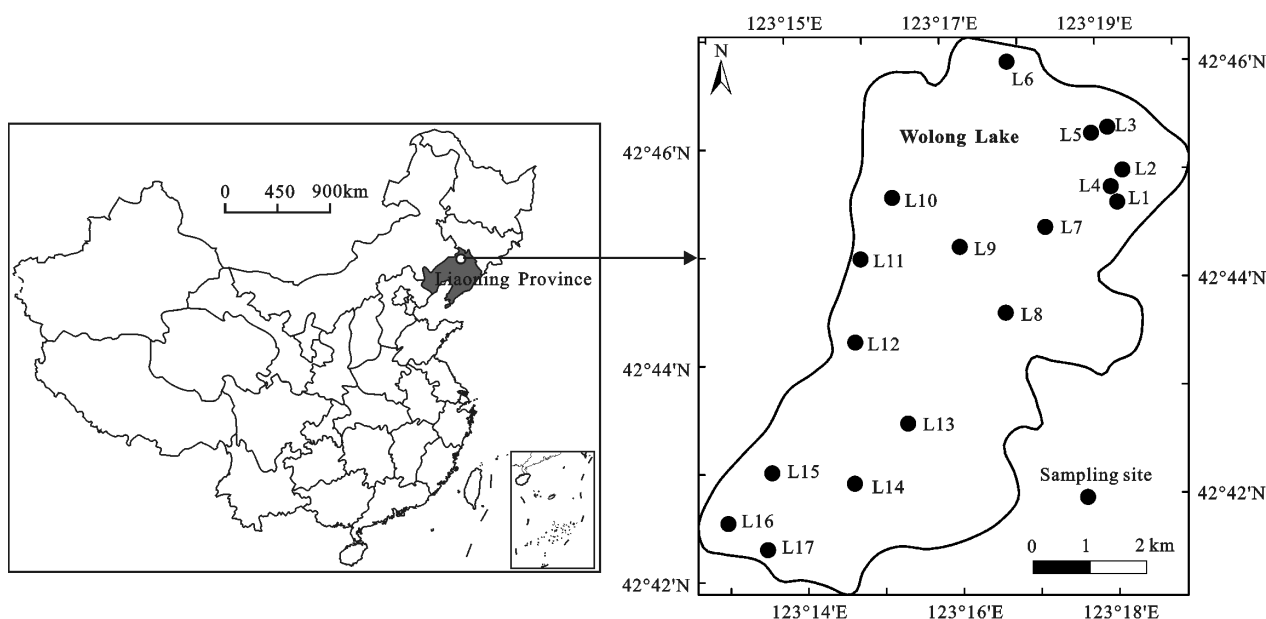 0 450 900km
Liaoning Province
123°15′E 123°17′E 123°19′E
N
42°46′N
42°44′N
42°42′N
42°46′N
42°44′N
42°42′N
Wolong Lake
L6
L5
L3
L2
L4
L1
L10
L7
L9
L11
L8
L12
L13
L15
L14
L16
L17
Sampling site
0 1 2 km
123°14′E 123°16′E 123°18′E